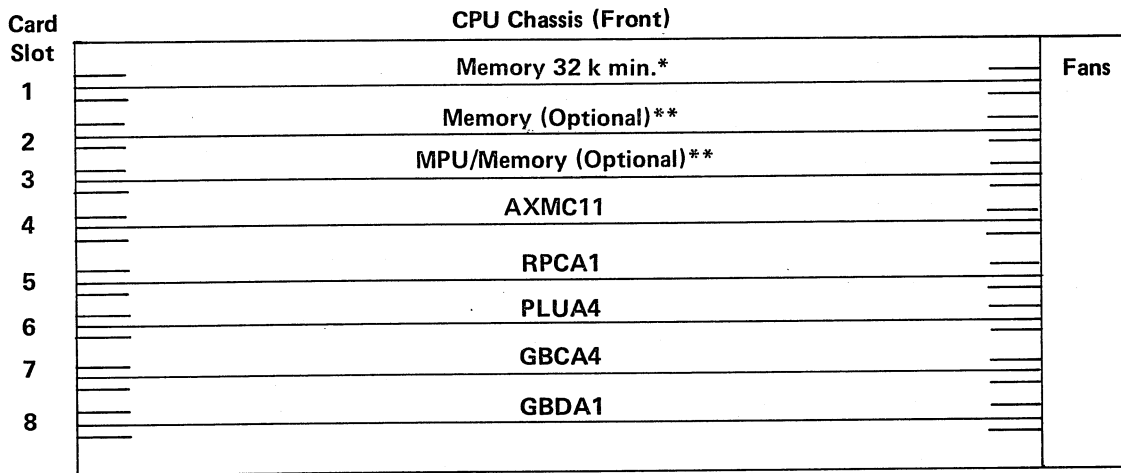 CPU Chassis (Front)
Card
Slot
Fans
1 Memory 32 k min.*
2 Memory (Optional)**
3 MPU/Memory (Optional)**
4 AXMC11
5 RPCA1
6 PLUA4
7 GBCA4
8 GBDA1